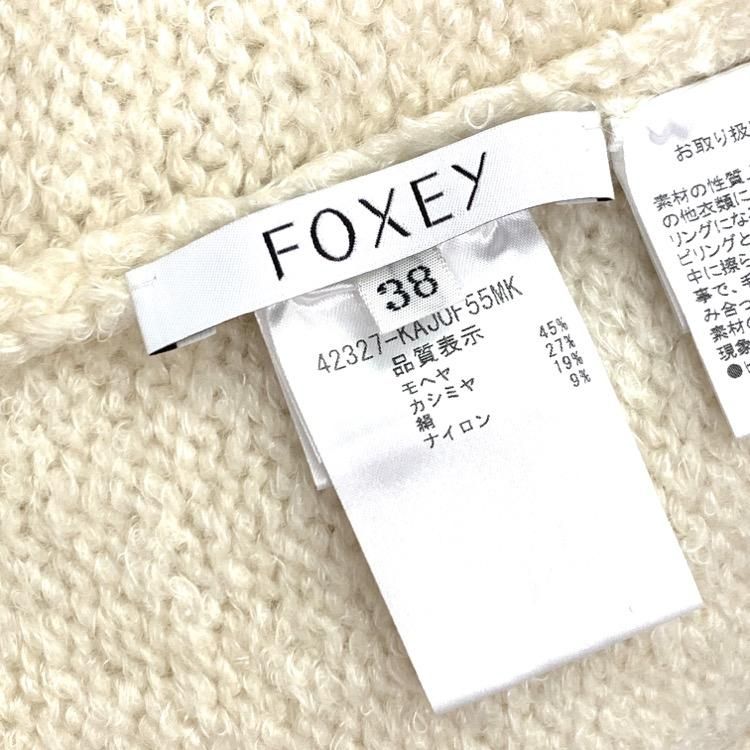 FOXEY
38
42327-KAJOF55MK
品質表示
モヘヤ 45%
カシミヤ 27%
絹 19%
ナイロン 9%
お取り扱
素材の性質
の他衣類に
リングにな
ピリングと
中に擦ら
事で、毛
み合っ
素材の
現象